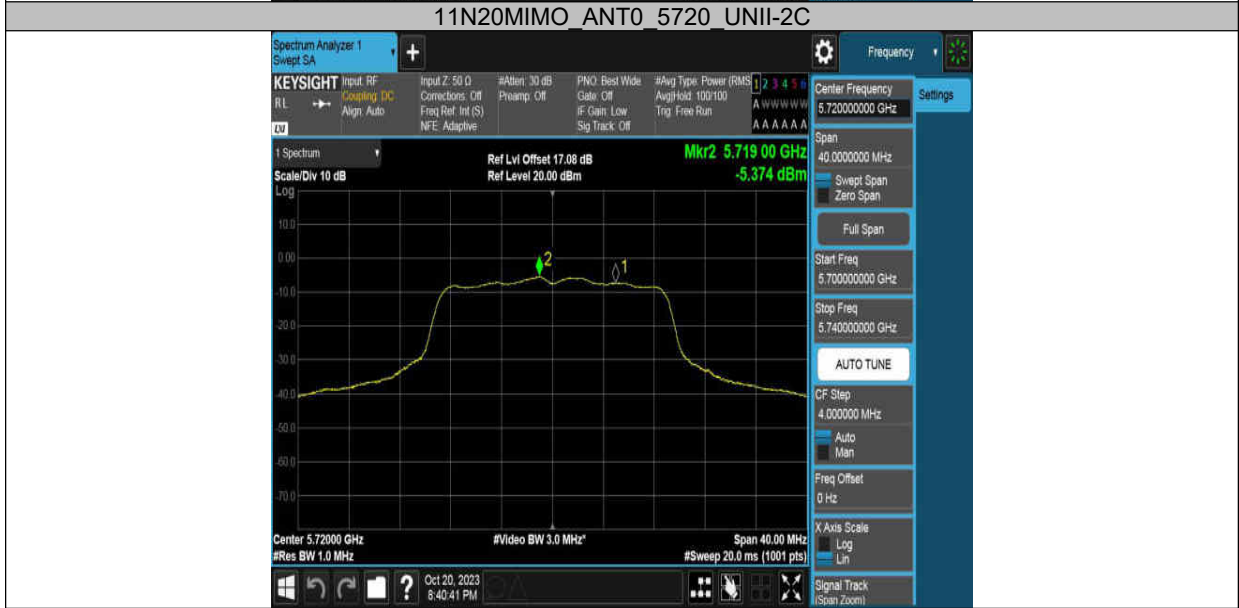 11N20MIMO_ANT0_5720_UNII-2C
Spectrum Analyzer 1
Swept SA
Frequency
KEYSIGHT
RL
Input: RF
Coupling: DC
Align: Auto
Input Z: 50 Ω
Corrections: Off
Freq Ref: Int (S)
NFE: Adaptive
#Atten: 30 dB
Preamp: Off
PNO: Best Wide
Gate: Off
IF Gain: Low
Sig Track: Off
#Avg Type: Power (RMS
Avg|Hold: 100/100
Trig: Free Run
1 2 3 4 5 6
A W W W W W
A A A A A A
Center Frequency
5.720000000 GHz
Settings
Span
40.0000000 MHz
Swept Span
Zero Span
Full Span
Start Freq
5.700000000 GHz
Stop Freq
5.740000000 GHz
AUTO TUNE
CF Step
4.000000 MHz
Auto
Man
Freq Offset
0 Hz
X Axis Scale
Log
Lin
Signal Track
(Span Zoom)
1 Spectrum
Scale/Div 10 dB
Ref Lvl Offset 17.08 dB
Ref Level 20.00 dBm
Mkr2 5.719 00 GHz
-5.374 dBm
Log
10.0
0.00
-10.0
-20.0
-30.0
-40.0
-50.0
-60.0
-70.0
2
1
Center 5.72000 GHz
#Res BW 1.0 MHz
#Video BW 3.0 MHz*
Span 40.00 MHz
#Sweep 20.0 ms (1001 pts)
?
Oct 20, 2023
8:40:41 PM